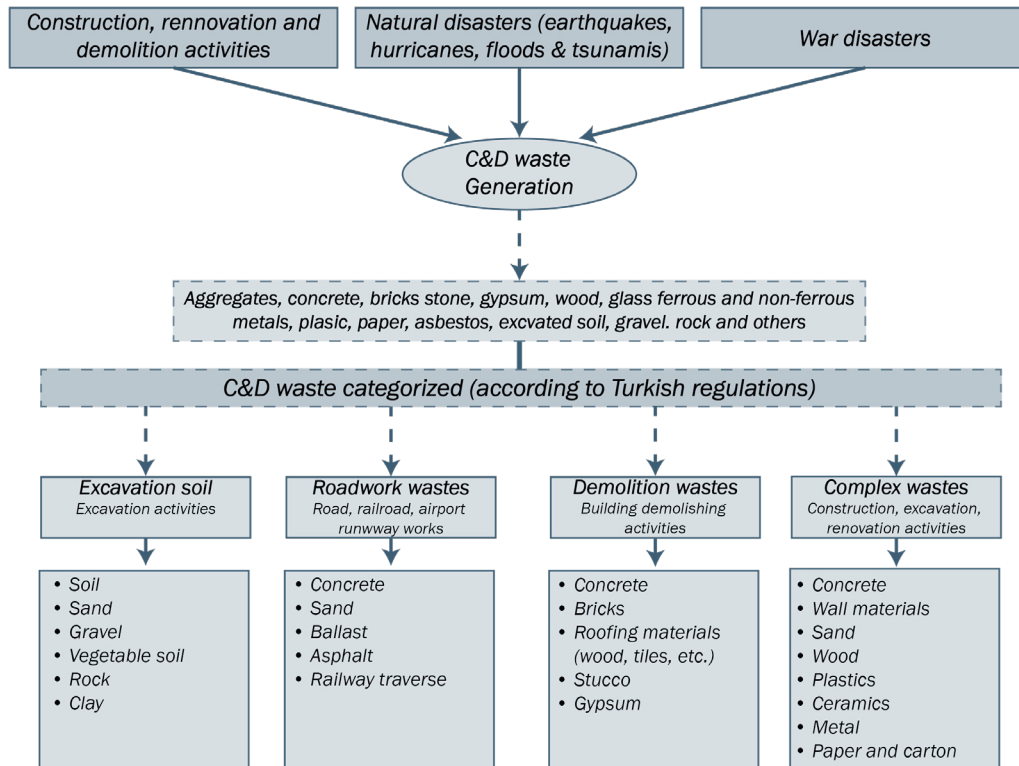 Construction, rennovation and
demolition activities
Natural disasters (earthquakes,
hurricanes, floods & tsunamis)
War disasters
C&D waste
Generation
Aggregates, concrete, bricks stone, gypsum, wood, glass ferrous and non-ferrous
metals, plasic, paper, asbestos, excvated soil, gravel. rock and others
C&D waste categorized (according to Turkish regulations)
Excavation soil
Excavation activities
Roadwork wastes
Road, railroad, airport
runwway works
Demolition wastes
Building demolishing
activities
Complex wastes
Construction, excavation,
renovation activities
• Soil
• Sand
• Gravel
• Vegetable soil
• Rock
• Clay
• Concrete
• Sand
• Ballast
• Asphalt
• Railway traverse
• Concrete
• Bricks
• Roofing materials
(wood, tiles, etc.)
• Stucco
• Gypsum
• Concrete
• Wall materials
• Sand
• Wood
• Plastics
• Ceramics
• Metal
• Paper and carton